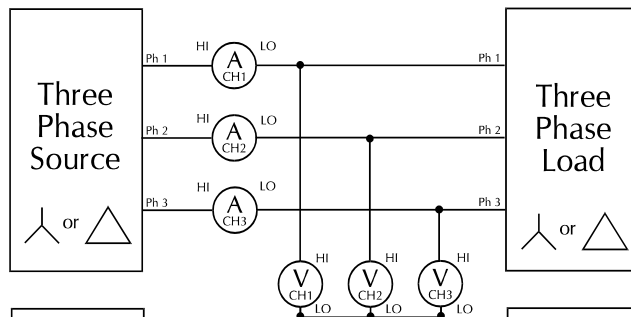 HI
LO
Ph 1
A
CH1
Ph 1
Three
Phase
Source
HI
LO
Ph 2
A
CH2
Ph 2
Three
Phase
Load
HI
LO
Ph 3
A
CH3
Ph 3
or
or
HI
HI
HI
V
CH1
V
CH2
V
CH3
LO
LO
LO